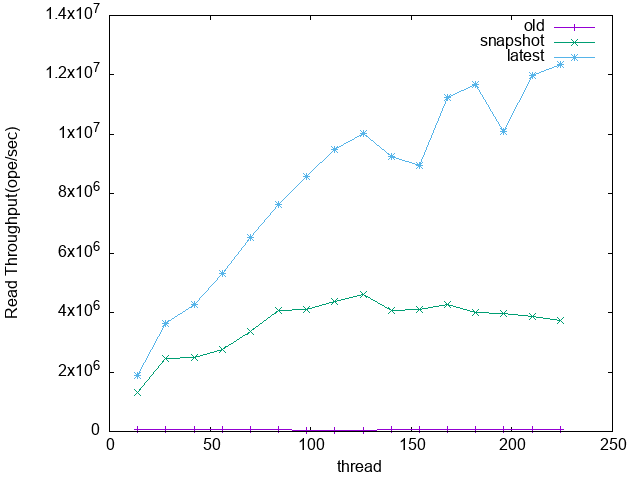 1.4x10⁷
1.2x10⁷
1x10⁷
8x10⁶
6x10⁶
4x10⁶
2x10⁶
0
Read Throughput(ope/sec)
old
snapshot
latest
0 50 100 150 200 250
thread